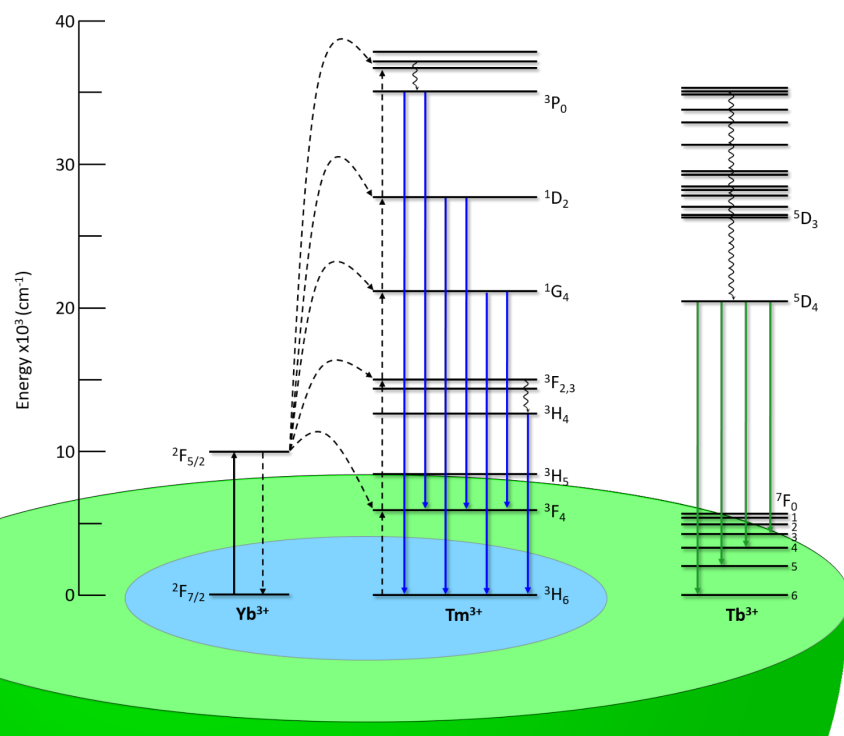 40
30
20
10
0
Energy x10³ (cm⁻¹)
²F₅/₂
²F₇/₂
Yb³⁺
³P₀
¹D₂
¹G₄
³F₂,₃
³H₄
³H₅
³F₄
³H₆
Tm³⁺
⁵D₃
⁵D₄
⁷F₀
1
2
3
4
5
6
Tb³⁺